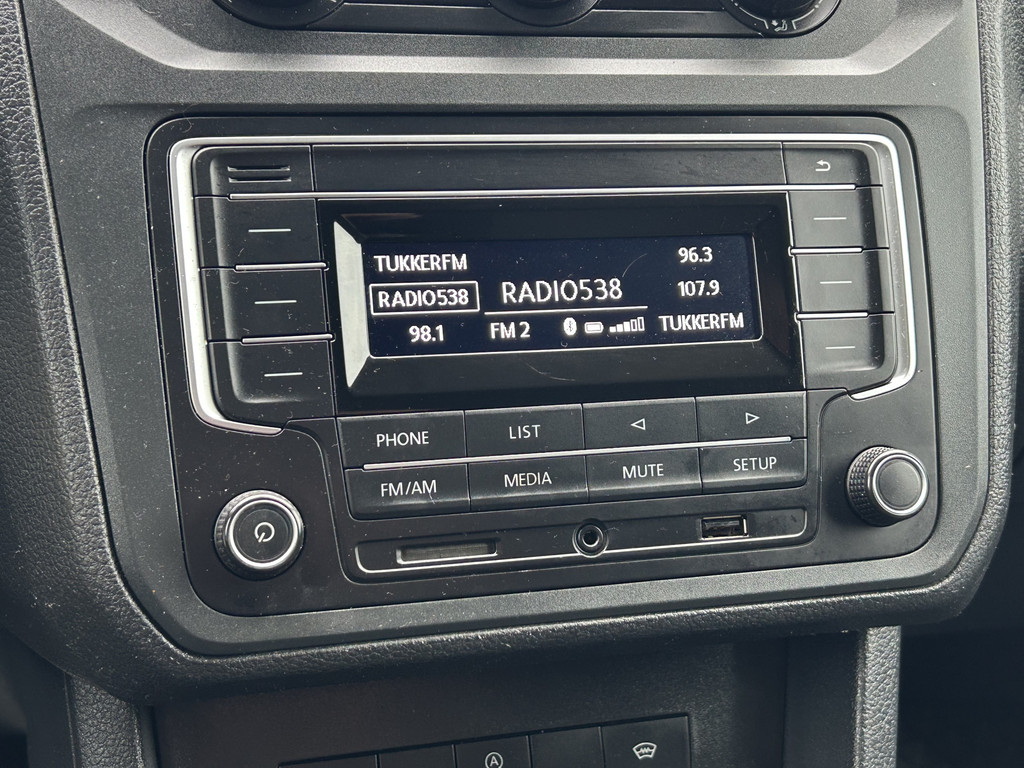 TUKKERFM 96.3
RADIO538 RADIO538 107.9
98.1 FM 2 TUKKERFM
PHONE LIST
FM/AM MEDIA MUTE SETUP
A